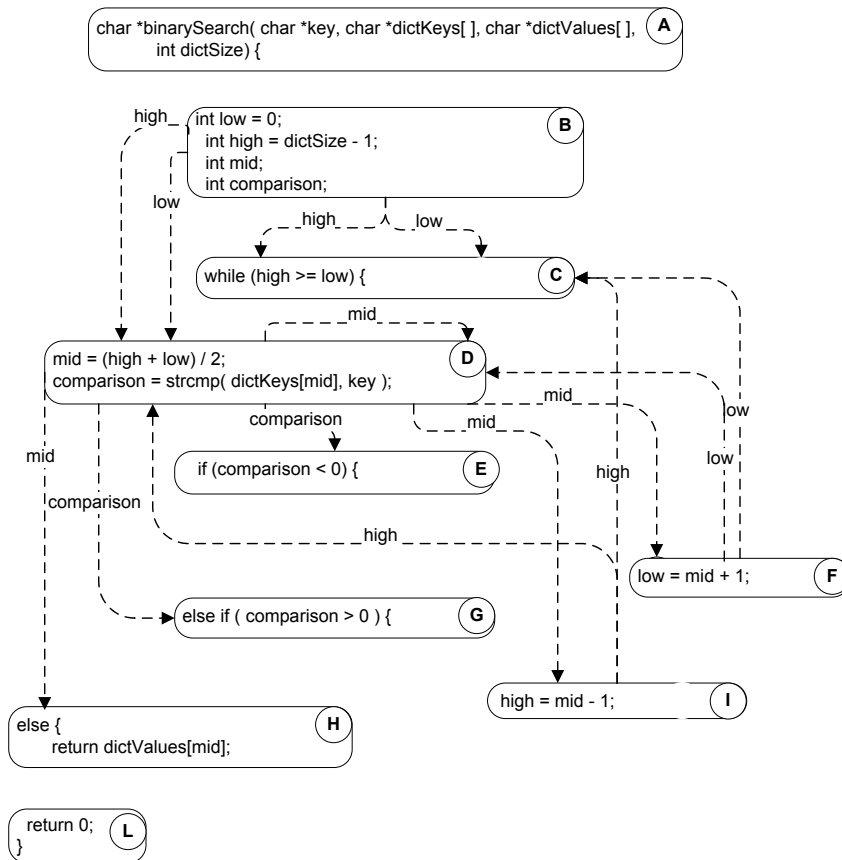 char *binarySearch( char *key, char *dictKeys[ ], char *dictValues[ ],
int dictSize) {
A
high
int low = 0;
int high = dictSize - 1;
int mid;
int comparison;
B
low
high
low
while (high >= low) {
C
mid
mid = (high + low) / 2;
comparison = strcmp( dictKeys[mid], key );
D
mid
comparison
mid
mid
low
low
if (comparison < 0) {
E
high
comparison
high
low = mid + 1;
F
else if ( comparison > 0 ) {
G
high = mid - 1;
I
else {
return dictValues[mid];
H
return 0;
}
L